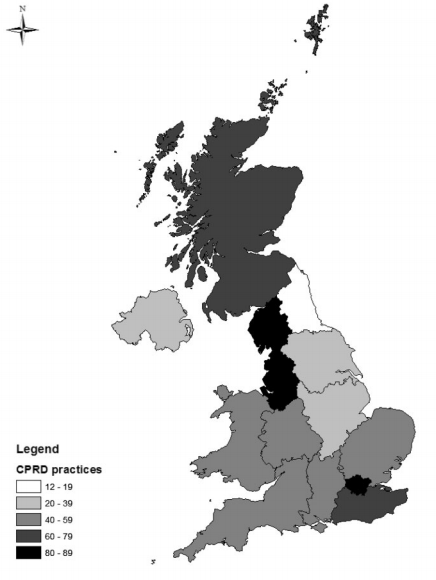 N
Legend
CPRD practices
12 - 19
20 - 39
40 - 59
60 - 79
80 - 89